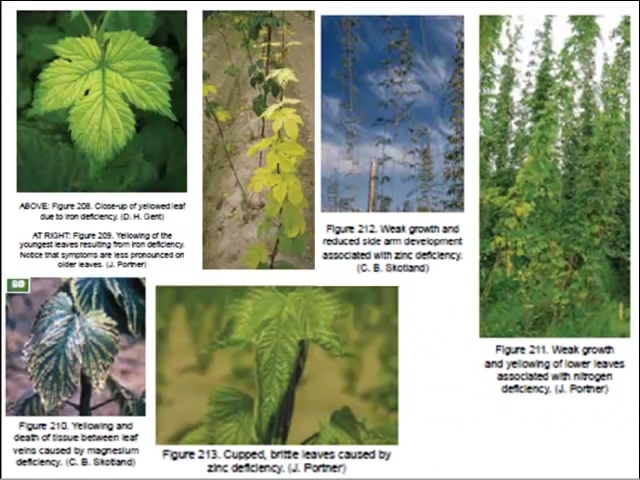 ABOVE: Figure 208. Close-up of yellowed leaf
due to iron deficiency. (D. H. Gent)
AT RIGHT: Figure 209. Yellowing of the
youngest leaves resulting from iron deficiency.
Notice that symptoms are less pronounced on
older leaves. (J. Portner)
Figure 212. Weak growth and
reduced side arm development
associated with zinc deficiency.
(C. B. Skotland)
Figure 211. Weak growth
and yellowing of lower leaves
associated with nitrogen
deficiency. (J. Portner)
Figure 210. Yellowing and
death of tissue between leaf
veins caused by magnesium
deficiency. (C. B. Skotland)
Figure 213. Cupped, brittle leaves caused by
zinc deficiency. (J. Portner)